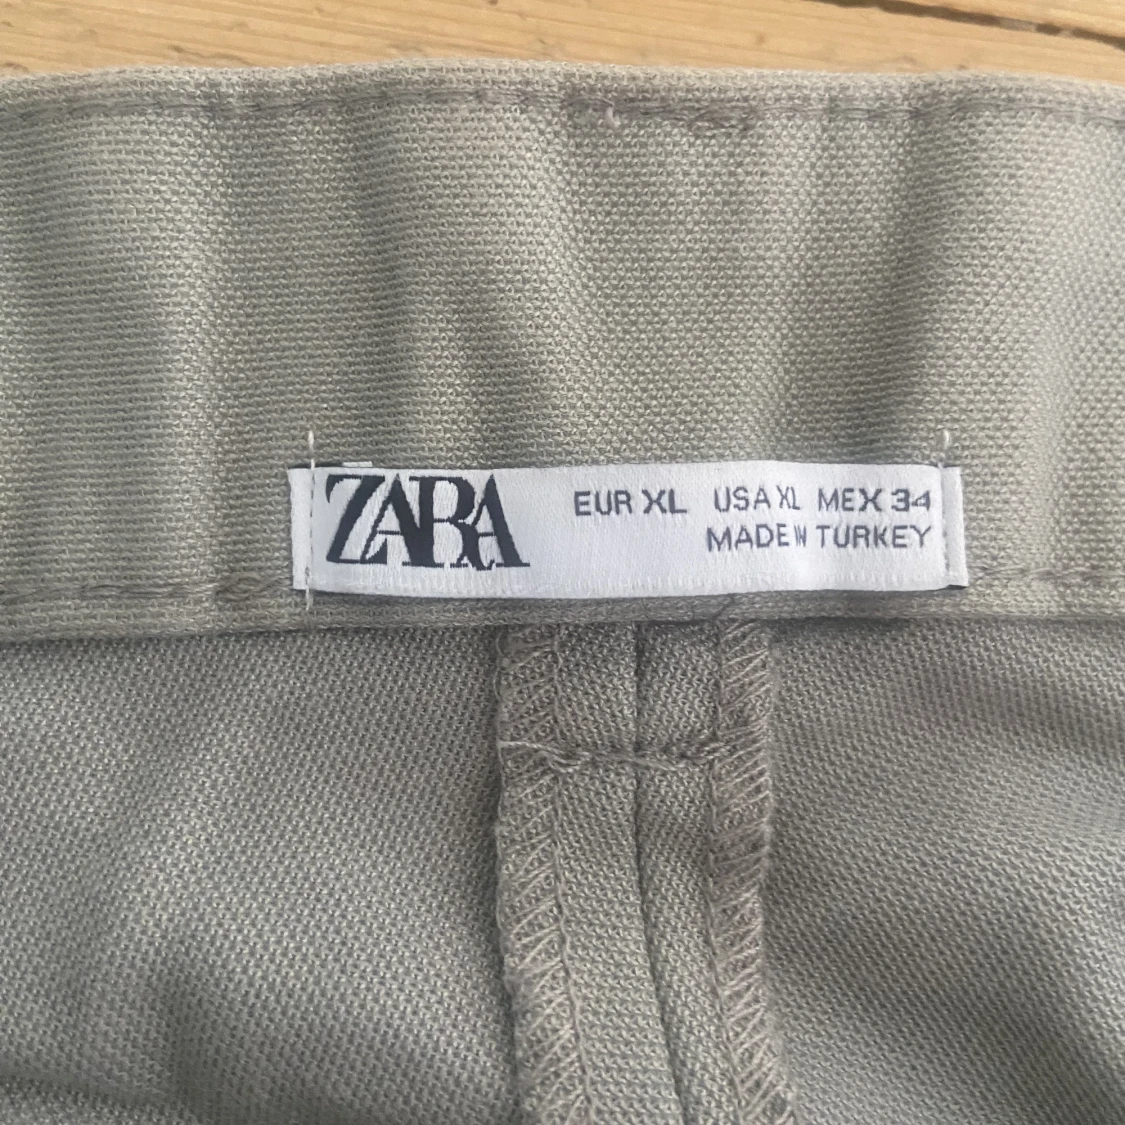 ZARA
EUR XL USA XL MEX 34
MADE IN TURKEY